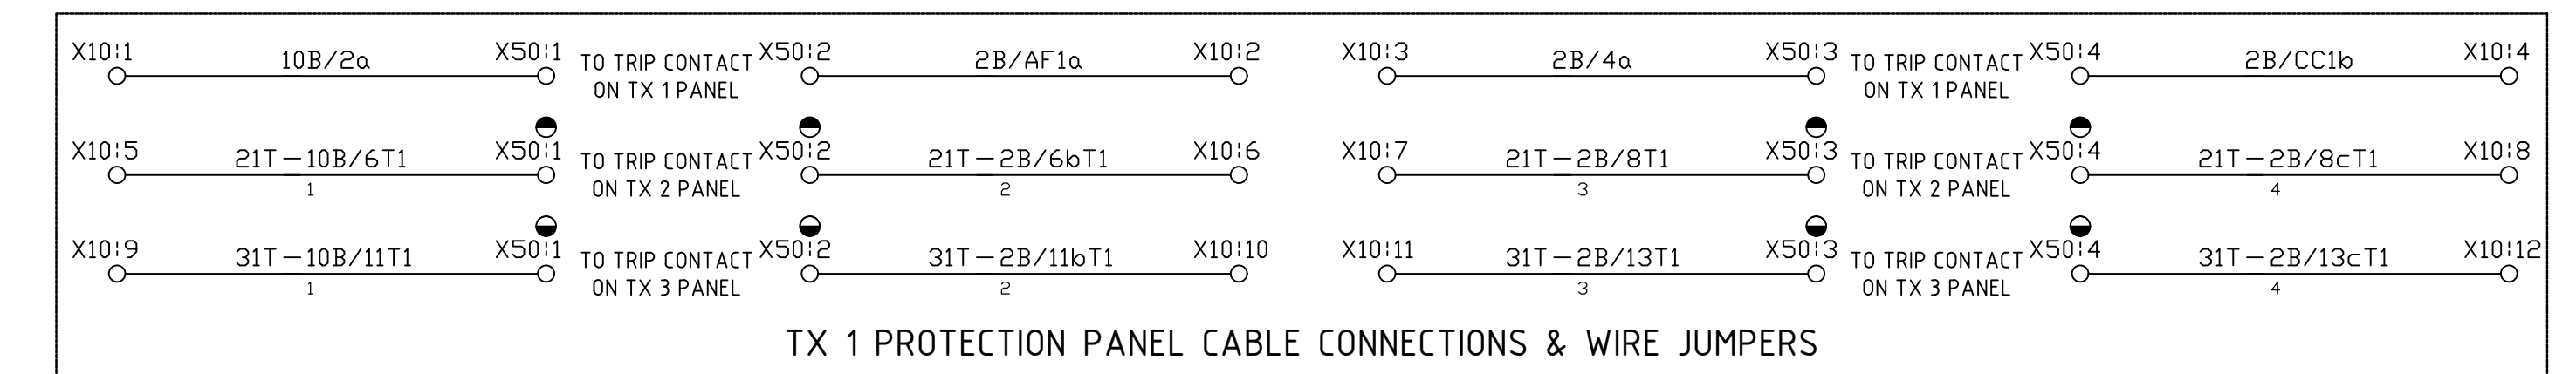 X10:1 10B/2a X50:1 TO TRIP CONTACT X50:2 2B/AF1a X10:2 X10:3 2B/4a X50:3 TO TRIP CONTACT X50:4 2B/CC1b X10:4
ON TX 1 PANEL ON TX 1 PANEL
X10:5 21T-10B/6T1 X50:1 TO TRIP CONTACT X50:2 21T-2B/6bT1 X10:6 X10:7 21T-2B/8T1 X50:3 TO TRIP CONTACT X50:4 21T-2B/8cT1 X10:8
1 ON TX 2 PANEL 2 3 ON TX 2 PANEL 4
X10:9 31T-10B/11T1 X50:1 TO TRIP CONTACT X50:2 31T-2B/11bT1 X10:10 X10:11 31T-2B/13T1 X50:3 TO TRIP CONTACT X50:4 31T-2B/13cT1 X10:12
1 ON TX 3 PANEL 2 3 ON TX 3 PANEL 4
TX 1 PROTECTION PANEL CABLE CONNECTIONS & WIRE JUMPERS